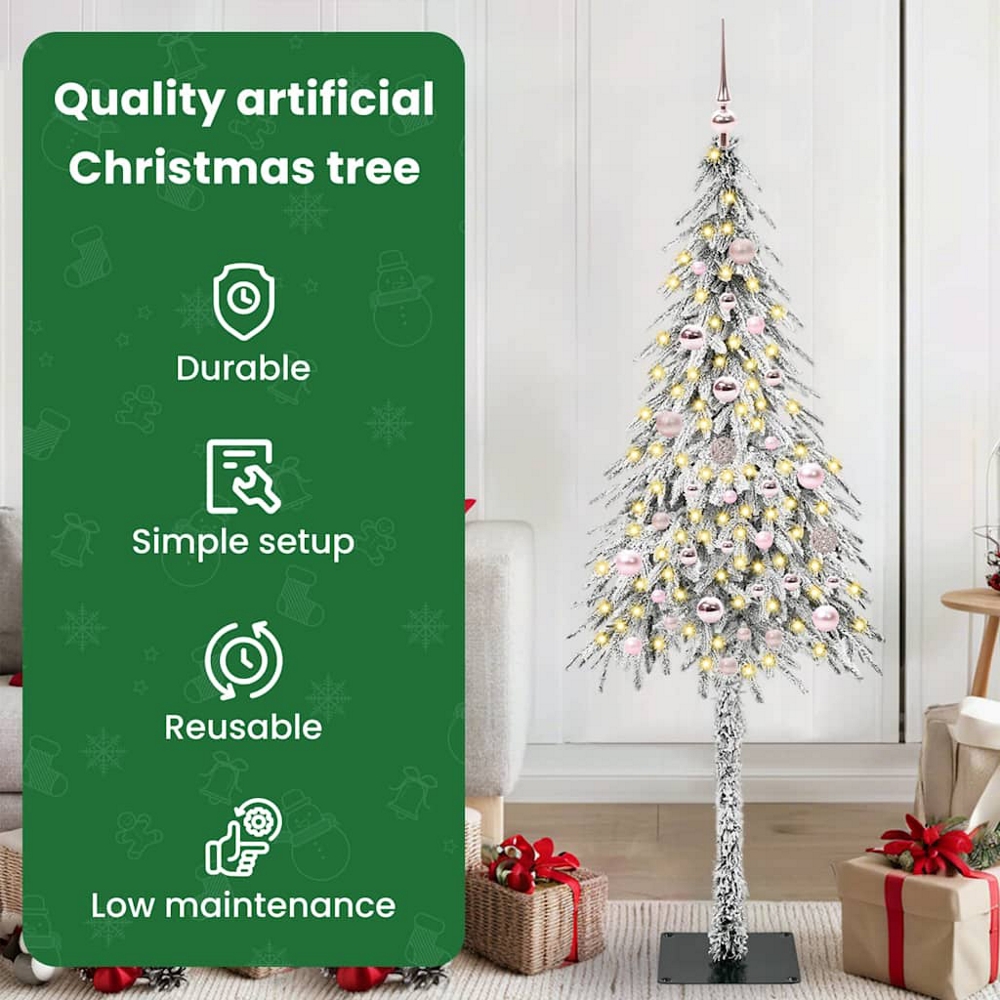 Quality artificial
Christmas tree
Durable
Simple setup
Reusable
Low maintenance